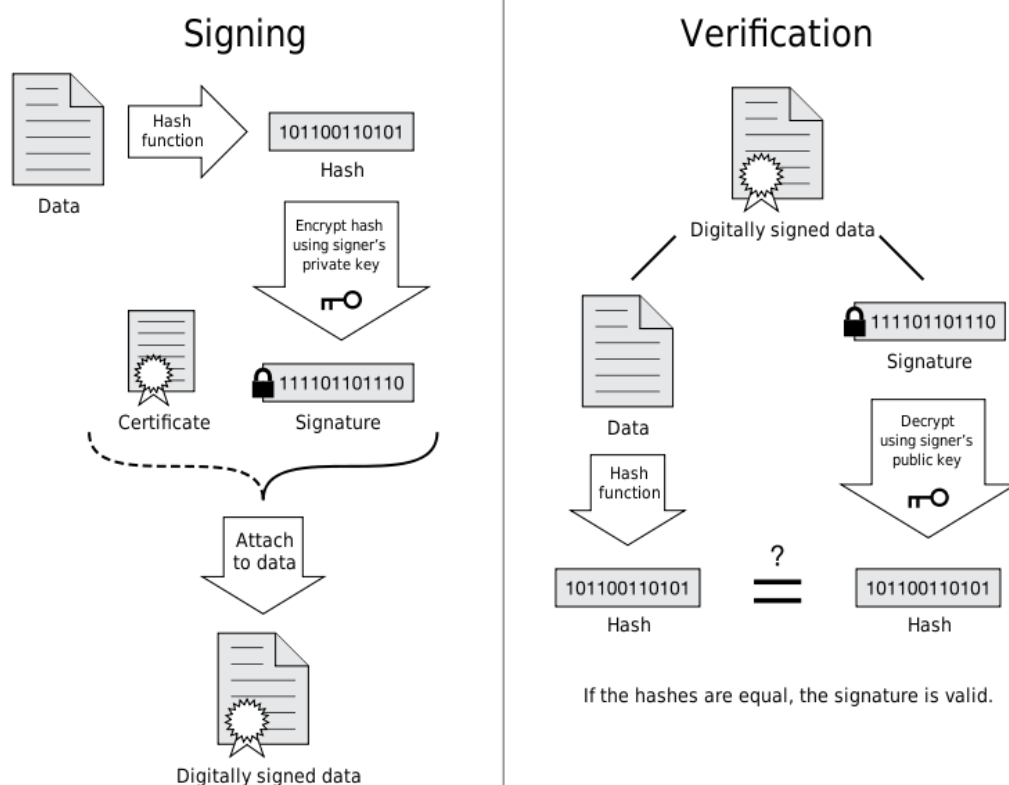 Signing
Hash
function
101100110101
Hash
Data
Encrypt hash
using signer's
private key
111101101110
Certificate
Signature
Attach
to data
Digitally signed data
Verification
Digitally signed data
111101101110
Signature
Data
Decrypt
using signer's
public key
Hash
function
?
101100110101
101100110101
Hash
Hash
If the hashes are equal, the signature is valid.